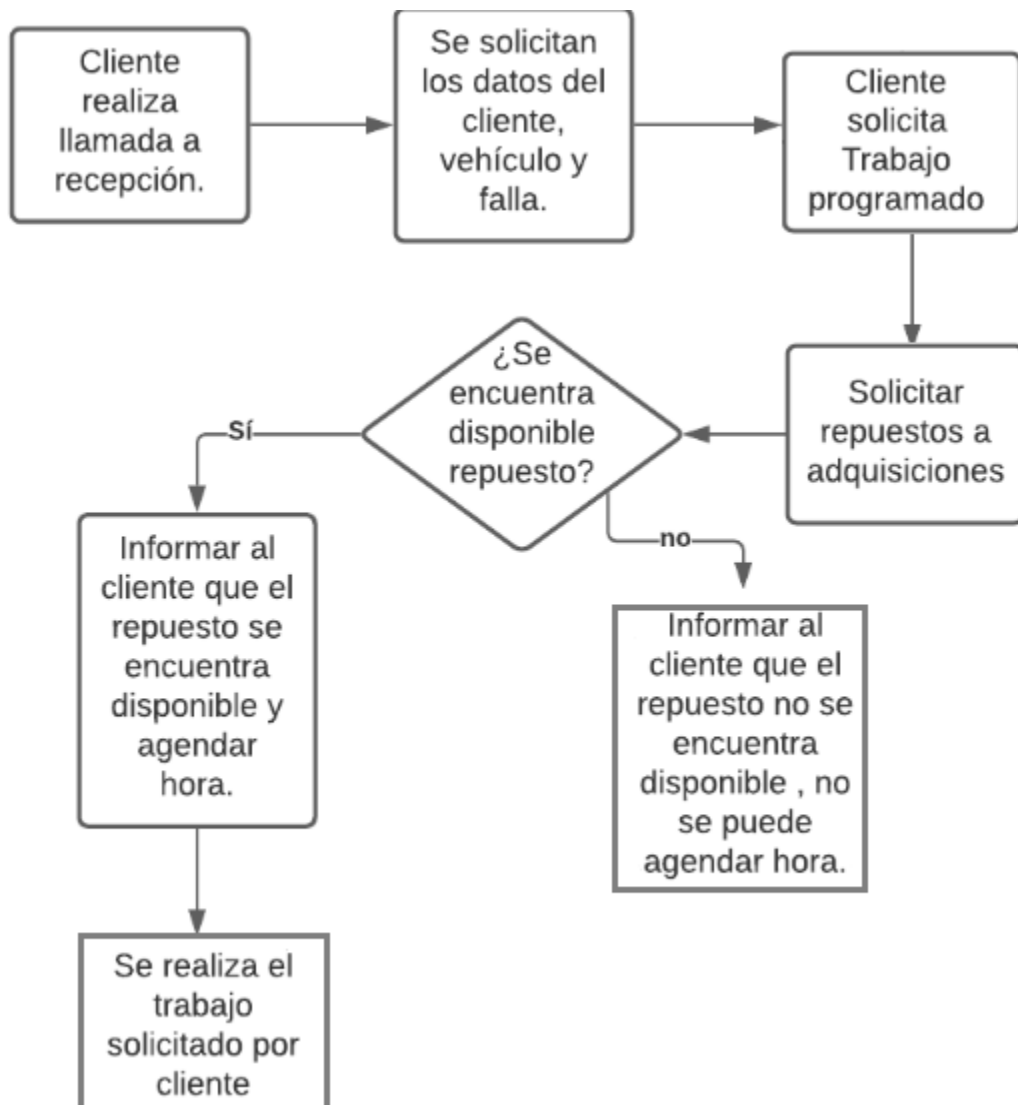 Cliente
realiza
llamada a
recepción.
Se solicitan
los datos del
cliente,
vehículo y
falla.
Cliente
solicita
Trabajo
programado
Solicitar
repuestos a
adquisiciones
¿Se
encuentra
disponible
repuesto?
Sí
no
Informar al
cliente que el
repuesto se
encuentra
disponible y
agendar
hora.
Informar al
cliente que el
repuesto no se
encuentra
disponible , no
se puede
agendar hora.
Se realiza el
trabajo
solicitado por
cliente